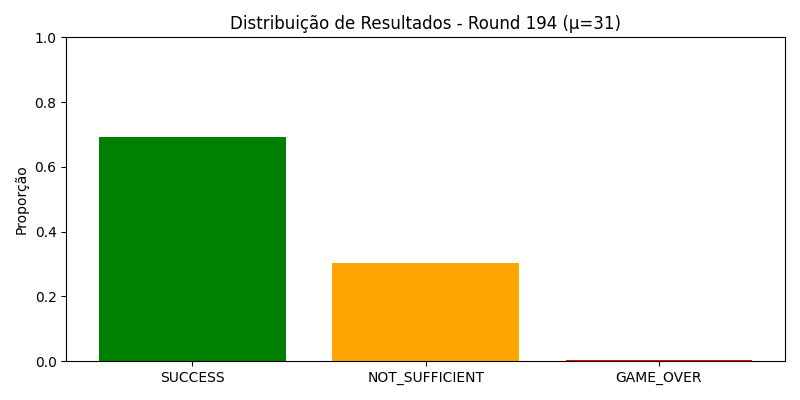 Distribuição de Resultados - Round 194 (μ=31)
1.0
0.8
0.6
0.4
0.2
0.0
Proporção
SUCCESS NOT_SUFFICIENT GAME_OVER